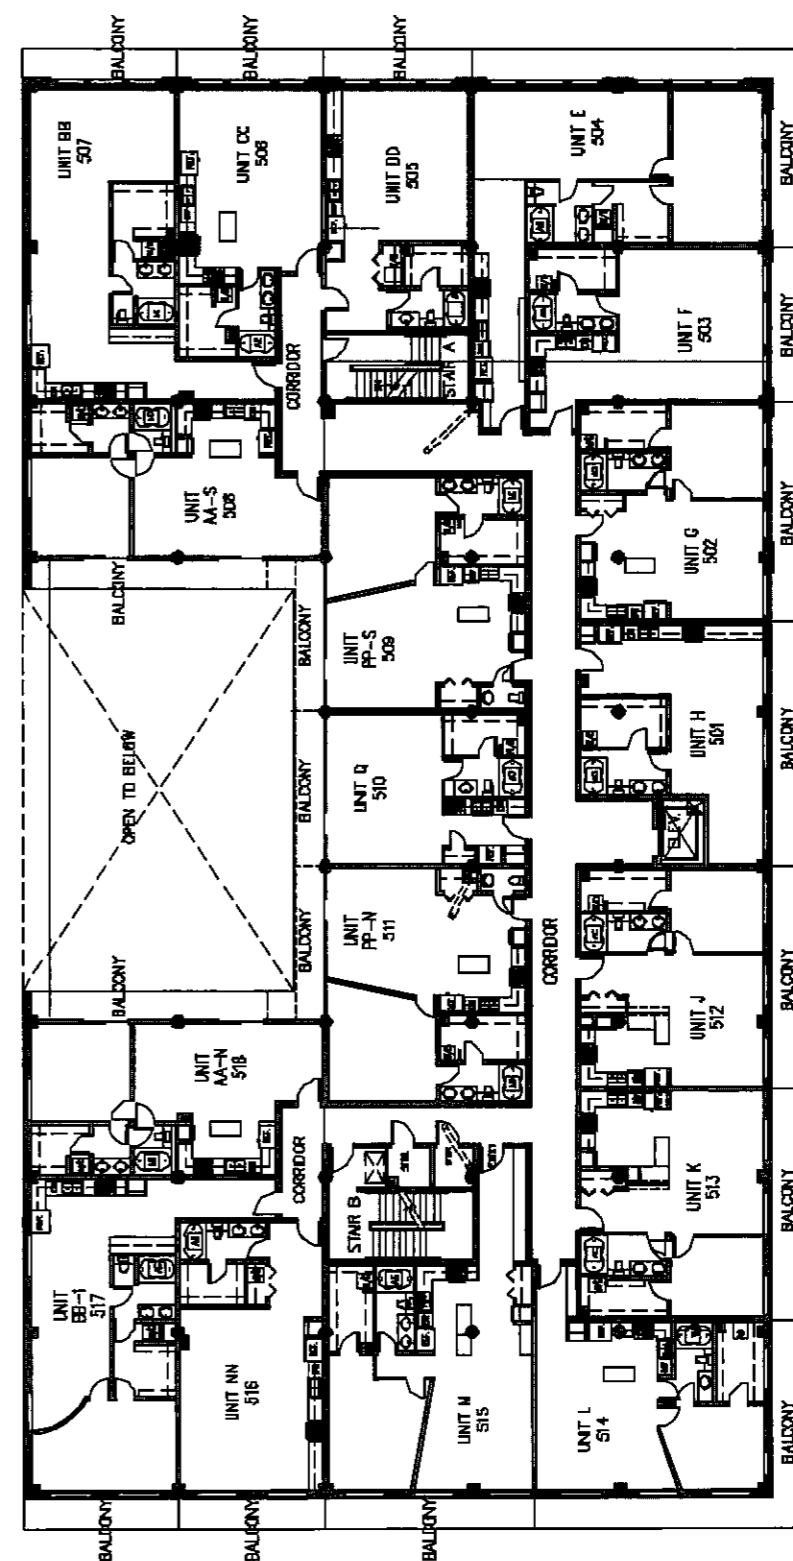 BALCONY
BALCONY
BALCONY
UNIT BB
507
UNIT CC
506
UNIT DD
505
UNIT E
504
BALCONY
UNIT F
503
BALCONY
CORRIDOR
STAIR A
UNIT
AA-S
508
BALCONY
UNIT G
502
BALCONY
UNIT
PP-S
509
BALCONY
UNIT H
501
BALCONY
OPEN TO BELOW
UNIT Q
510
BALCONY
ELEV.
UNIT
PP-N
511
BALCONY
BALCONY
CORRIDOR
UNIT J
512
BALCONY
UNIT
AA-N
518
CORRIDOR
STAIR B
UNIT K
513
BALCONY
UNIT
BB-1
517
UNIT NN
516
UNIT M
515
UNIT L
514
BALCONY
BALCONY
BALCONY
BALCONY